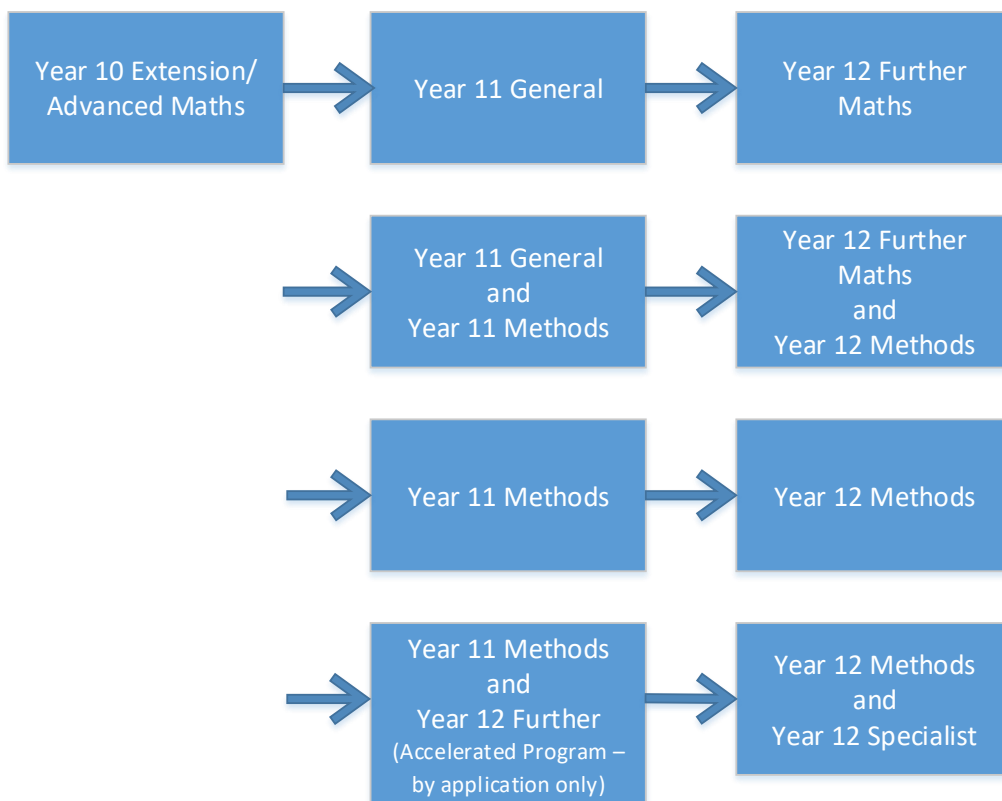 Year 10 Extension/
Advanced Maths
Year 11 General
Year 12 Further
Maths
Year 11 General
and
Year 11 Methods
Year 12 Further
Maths
and
Year 12 Methods
Year 11 Methods
Year 12 Methods
Year 11 Methods
and
Year 12 Further
(Accelerated Program –
by application only)
Year 12 Methods
and
Year 12 Specialist